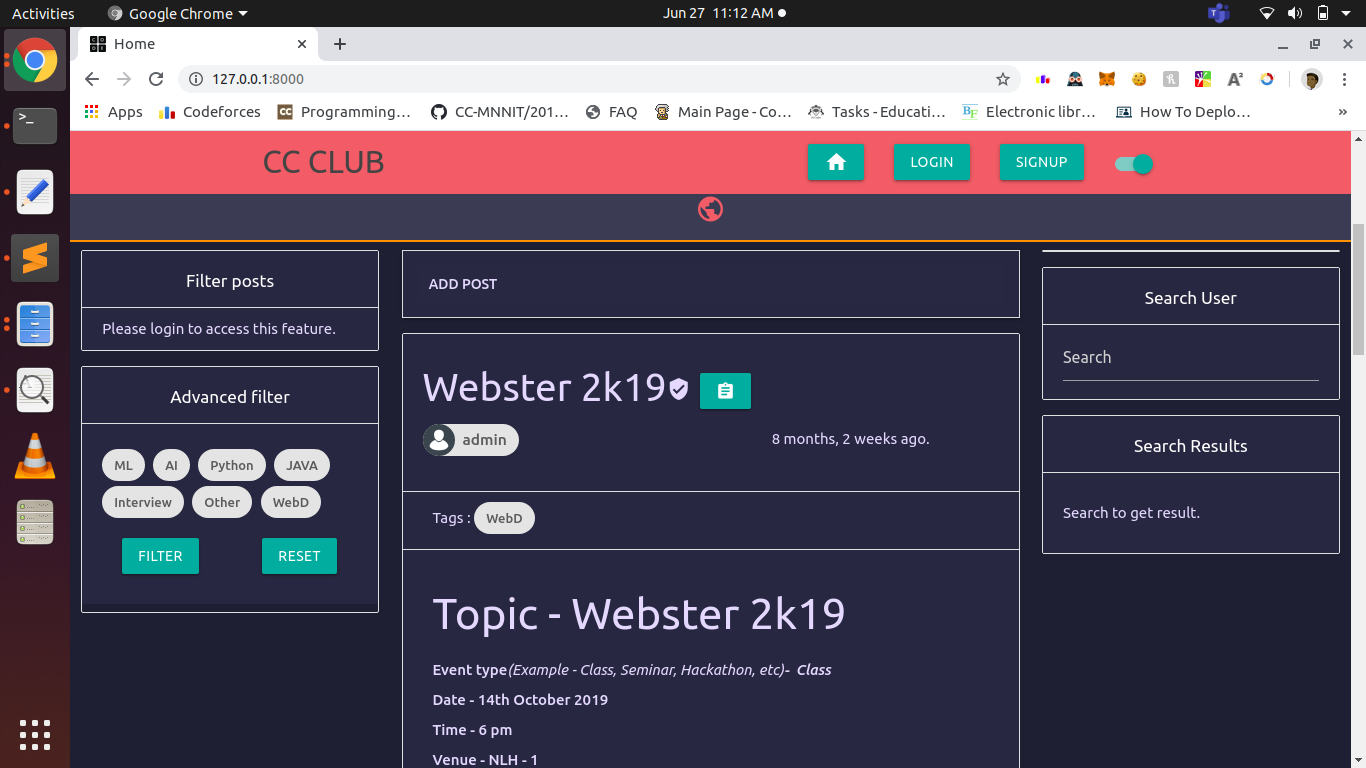 Activities
Google Chrome
Jun 27 11:12 AM
Home
127.0.0.1:8000
A²
Apps
Codeforces
CC
Programming...
CC-MNNIT/201...
FAQ
Main Page - Co...
Tasks - Educati...
BF
Electronic libr...
How To Deplo...
»
CC CLUB
LOGIN
SIGNUP
Filter posts
Please login to access this feature.
Advanced filter
ML
AI
Python
JAVA
Interview
Other
WebD
FILTER
RESET
ADD POST
Webster 2k19
admin
8 months, 2 weeks ago.
Tags : WebD
Topic - Webster 2k19
Event type(Example - Class, Seminar, Hackathon, etc)- Class
Date - 14th October 2019
Time - 6 pm
Venue - NLH - 1
Search User
Search
Search Results
Search to get result.